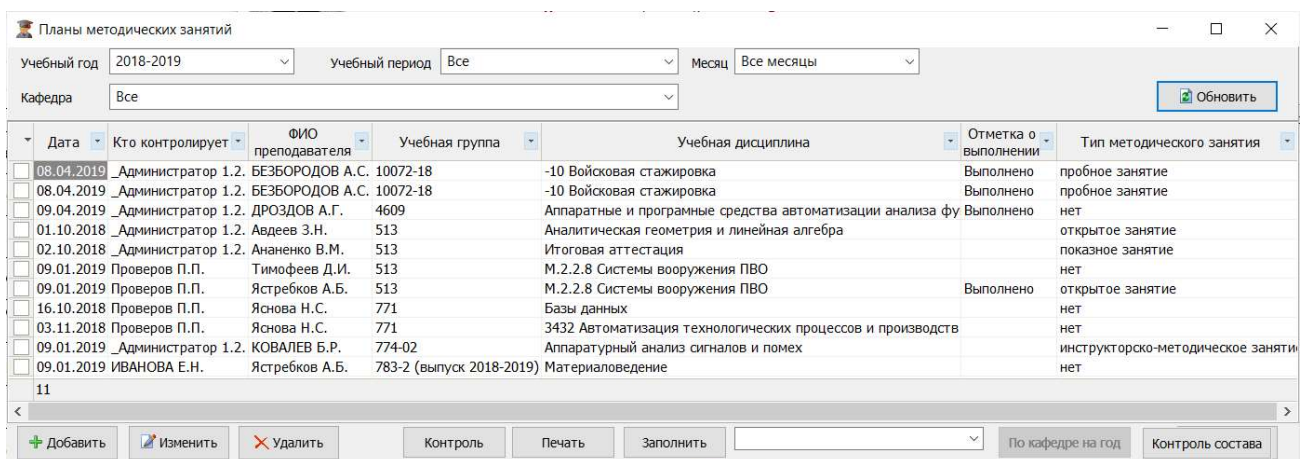 Планы методических занятий
Учебный год 2018-2019 Учебный период Все Месяц Все месяцы
Кафедра Все Обновить
Дата Кто контролирует ФИО преподавателя Учебная группа Учебная дисциплина Отметка о выполнении Тип методического занятия
08.04.2019 _Администратор 1.2. БЕЗБОРОДОВ А.С. 10072-18 -10 Войсковая стажировка Выполнено пробное занятие
08.04.2019 _Администратор 1.2. БЕЗБОРОДОВ А.С. 10072-18 -10 Войсковая стажировка Выполнено пробное занятие
09.04.2019 _Администратор 1.2. ДРОЗДОВ А.Г. 4609 Аппаратные и програмные средства автоматизации анализа фу Выполнено нет
01.10.2018 _Администратор 1.2. Авдеев З.Н. 513 Аналитическая геометрия и линейная алгебра открытое занятие
02.10.2018 _Администратор 1.2. Ананенко В.М. 513 Итоговая аттестация показное занятие
09.01.2019 Проверов П.П. Тимофеев Д.И. 513 М.2.2.8 Системы вооружения ПВО нет
09.01.2019 Проверов П.П. Ястребков А.Б. 513 М.2.2.8 Системы вооружения ПВО Выполнено открытое занятие
16.10.2018 Проверов П.П. Яснова Н.С. 771 Базы данных нет
03.11.2018 Проверов П.П. Яснова Н.С. 771 3432 Автоматизация технологических процессов и производств нет
09.01.2019 _Администратор 1.2. КОВАЛЕВ Б.Р. 774-02 Аппаратурный анализ сигналов и помех инструкторско-методическое заняти
09.01.2019 ИВАНОВА Е.Н. Ястребков А.Б. 783-2 (выпуск 2018-2019) Материаловедение нет
11
Добавить Изменить Удалить Контроль Печать Заполнить По кафедре на год Контроль состава